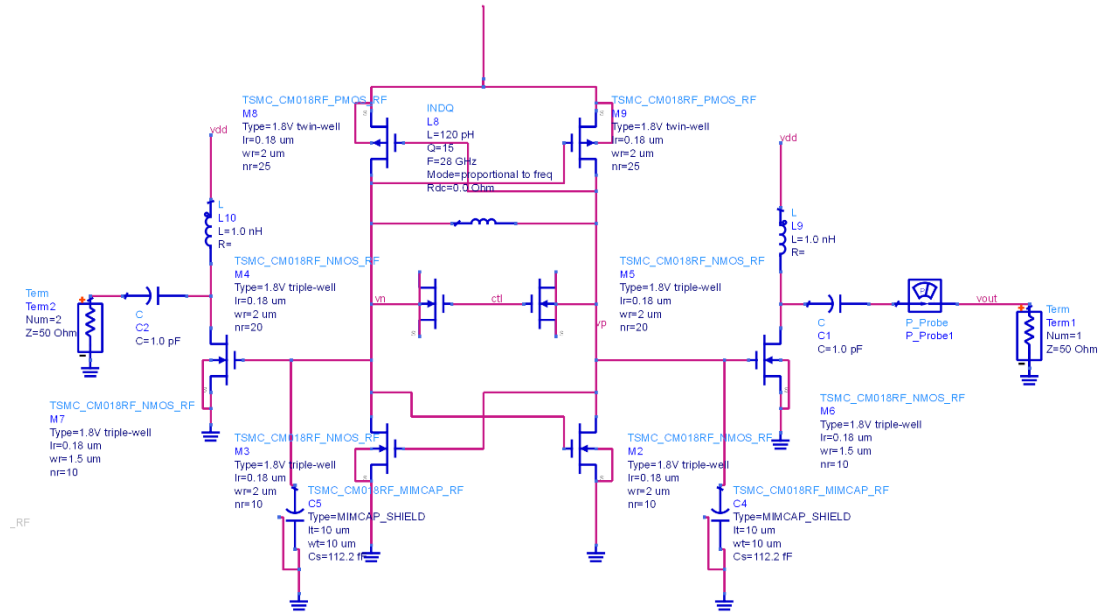 TSMC_CM018RF_PMOS_RF
M8
Type=1.8V twin-well
lr=0.18 um
wr=2 um
nr=25
INDQ
L8
L=120 pH
Q=15
F=28 GHz
Mode=proportional to freq
Rdc=0.0 Ohm
TSMC_CM018RF_PMOS_RF
M9
Type=1.8V twin-well
lr=0.18 um
wr=2 um
nr=25
vdd
L
L10
L=1.0 nH
R=
vdd
L
L9
L=1.0 nH
R=
TSMC_CM018RF_NMOS_RF
M4
Type=1.8V triple-well
lr=0.18 um
wr=2 um
nr=20
TSMC_CM018RF_NMOS_RF
M5
Type=1.8V triple-well
lr=0.18 um
wr=2 um
nr=20
vn
ctl
vp
Term
Term2
Num=2
Z=50 Ohm
C
C2
C=1.0 pF
C
C1
C=1.0 pF
P_Probe
P_Probe1
vout
Term
Term1
Num=1
Z=50 Ohm
TSMC_CM018RF_NMOS_RF
M7
Type=1.8V triple-well
lr=0.18 um
wr=1.5 um
nr=10
TSMC_CM018RF_NMOS_RF
M3
Type=1.8V triple-well
lr=0.18 um
wr=2 um
nr=10
TSMC_CM018RF_NMOS_RF
M2
Type=1.8V triple-well
lr=0.18 um
wr=2 um
nr=10
TSMC_CM018RF_NMOS_RF
M6
Type=1.8V triple-well
lr=0.18 um
wr=1.5 um
nr=10
TSMC_CM018RF_MIMCAP_RF
C5
Type=MIMCAP_SHIELD
lt=10 um
wt=10 um
Cs=112.2 fF
TSMC_CM018RF_MIMCAP_RF
C4
Type=MIMCAP_SHIELD
lt=10 um
wt=10 um
Cs=112.2 fF
_RF